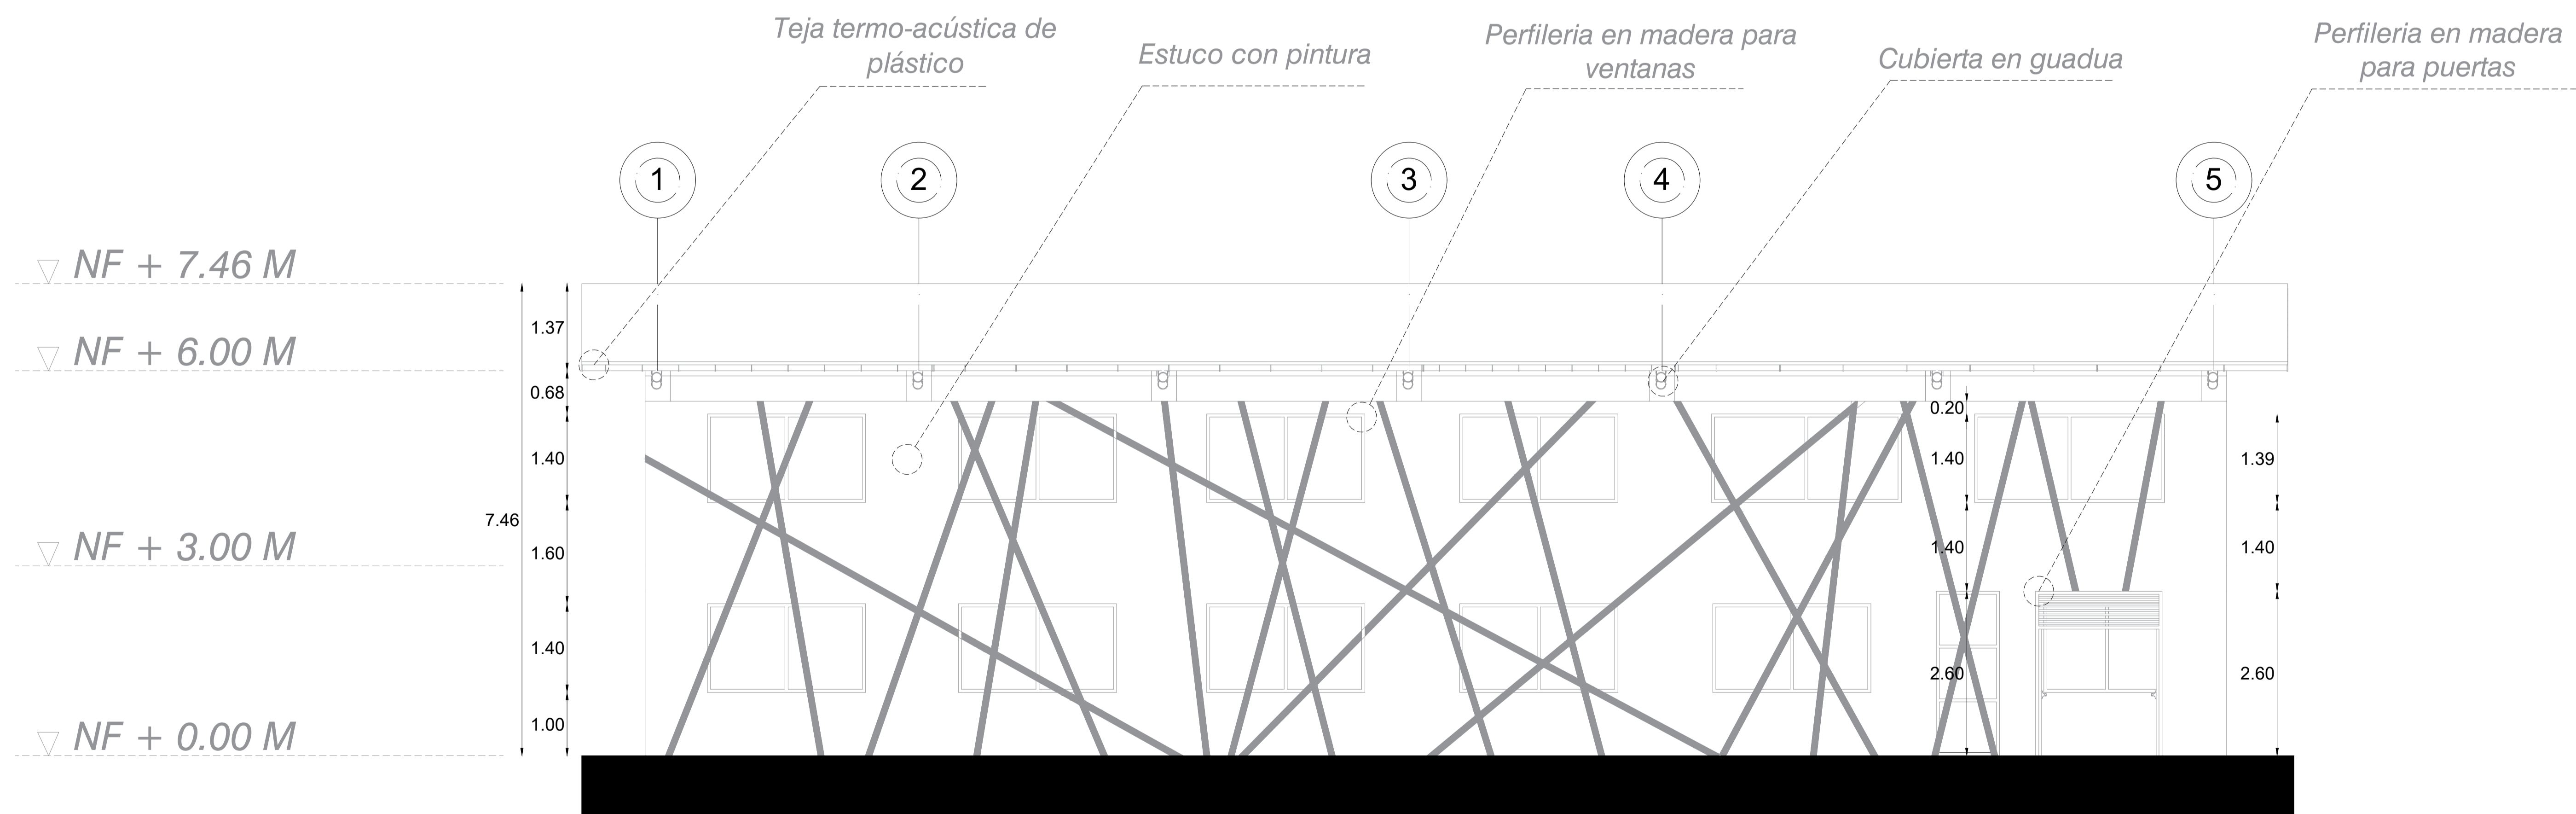 Teja termo-acústica de
plástico
Estuco con pintura
Perfileria en madera para
ventanas
Cubierta en guadua
Perfileria en madera
para puertas
1
2
3
4
5
NF + 7.46 M
NF + 6.00 M
NF + 3.00 M
NF + 0.00 M
7.46
1.37
0.68
1.40
1.60
1.40
1.00
0.20
1.40
1.40
2.60
1.39
1.40
2.60